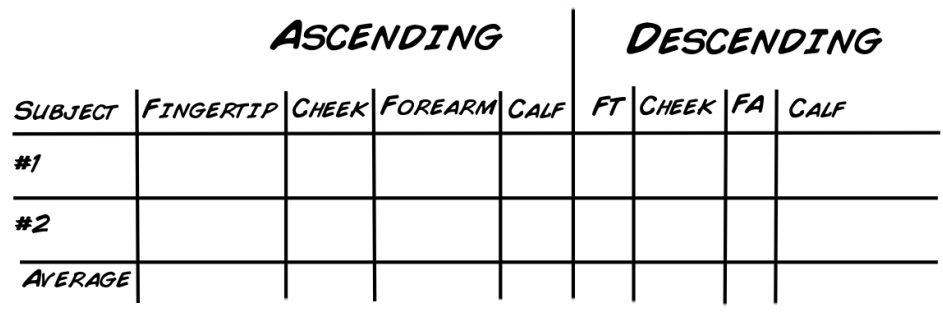 ASCENDING DESCENDING
SUBJECT FINGERTIP CHEEK FOREARM CALF FT CHEEK FA CALF
#1
#2
AVERAGE